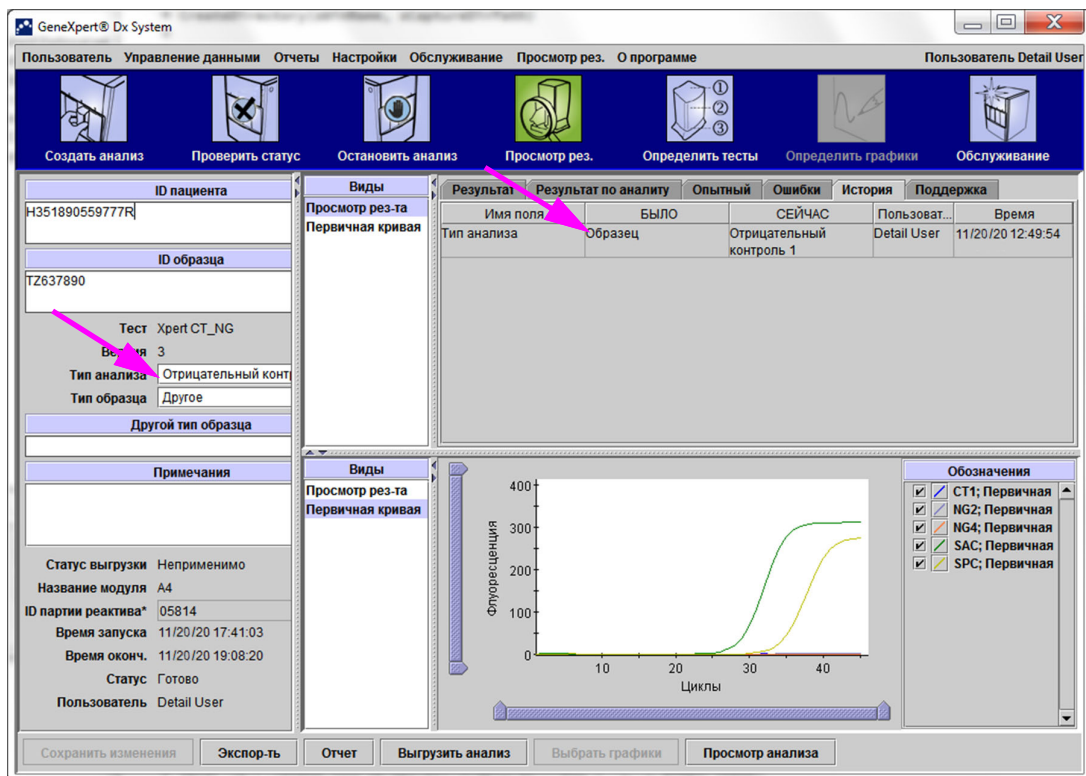 GeneXpert® Dx System
Пользователь Управление данными Отчеты Настройки Обслуживание Просмотр рез. О программе Пользователь Detail User
Создать анализ Проверить статус Остановить анализ Просмотр рез. Определить тесты Определить графики Обслуживание
ID пациента
H351890559777R
ID образца
TZ637890
Тест Xpert CT_NG
Версия 3
Тип анализа Отрицательный конт
Тип образца Другое
Другой тип образца
Примечания
Статус выгрузки Неприменимо
Название модуля A4
ID партии реактива* 05814
Время запуска 11/20/20 17:41:03
Время оконч. 11/20/20 19:08:20
Статус Готово
Пользователь Detail User
Виды
Просмотр рез-та
Первичная кривая
Результат Результат по аналиту Опытный Ошибки История Поддержка
Имя поля БЫЛО СЕЙЧАС Пользоват... Время
Тип анализа Образец Отрицательный контроль 1 Detail User 11/20/20 12:49:54
Виды
Просмотр рез-та
Первичная кривая
Флуоресценция
400
300
200
100
0
10 20 30 40
Циклы
Обозначения
CT1; Первичная
NG2; Первичная
NG4; Первичная
SAC; Первичная
SPC; Первичная
Сохранить изменения Экспор-ть Отчет Выгрузить анализ Выбрать графики Просмотр анализа